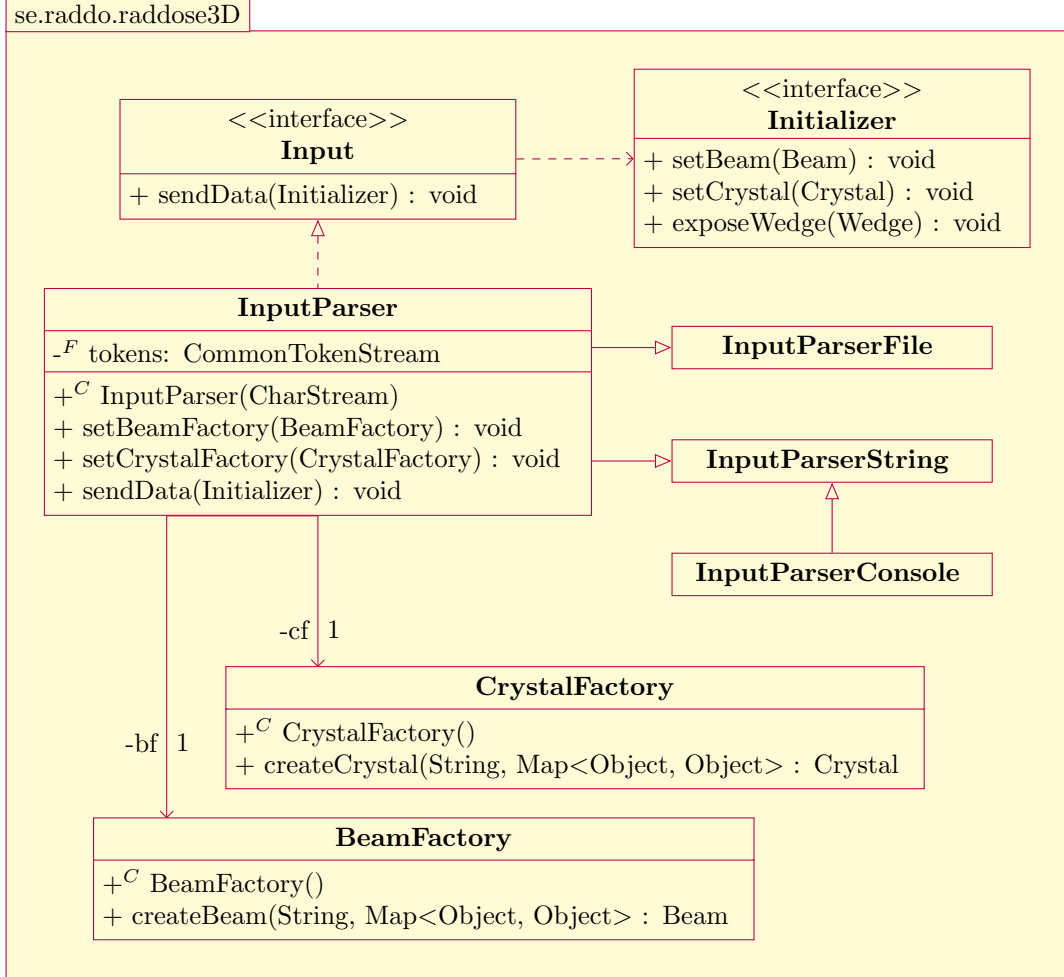 se.raddo.raddose3D
<<interface>>
Input
+ sendData(Initializer) : void
<<interface>>
Initializer
+ setBeam(Beam) : void
+ setCrystal(Crystal) : void
+ exposeWedge(Wedge) : void
InputParser
-F tokens: CommonTokenStream
+C InputParser(CharStream)
+ setBeamFactory(BeamFactory) : void
+ setCrystalFactory(CrystalFactory) : void
+ sendData(Initializer) : void
InputParserFile
InputParserString
InputParserConsole
-cf 1
CrystalFactory
+C CrystalFactory()
+ createCrystal(String, Map<Object, Object> : Crystal
-bf 1
BeamFactory
+C BeamFactory()
+ createBeam(String, Map<Object, Object> : Beam